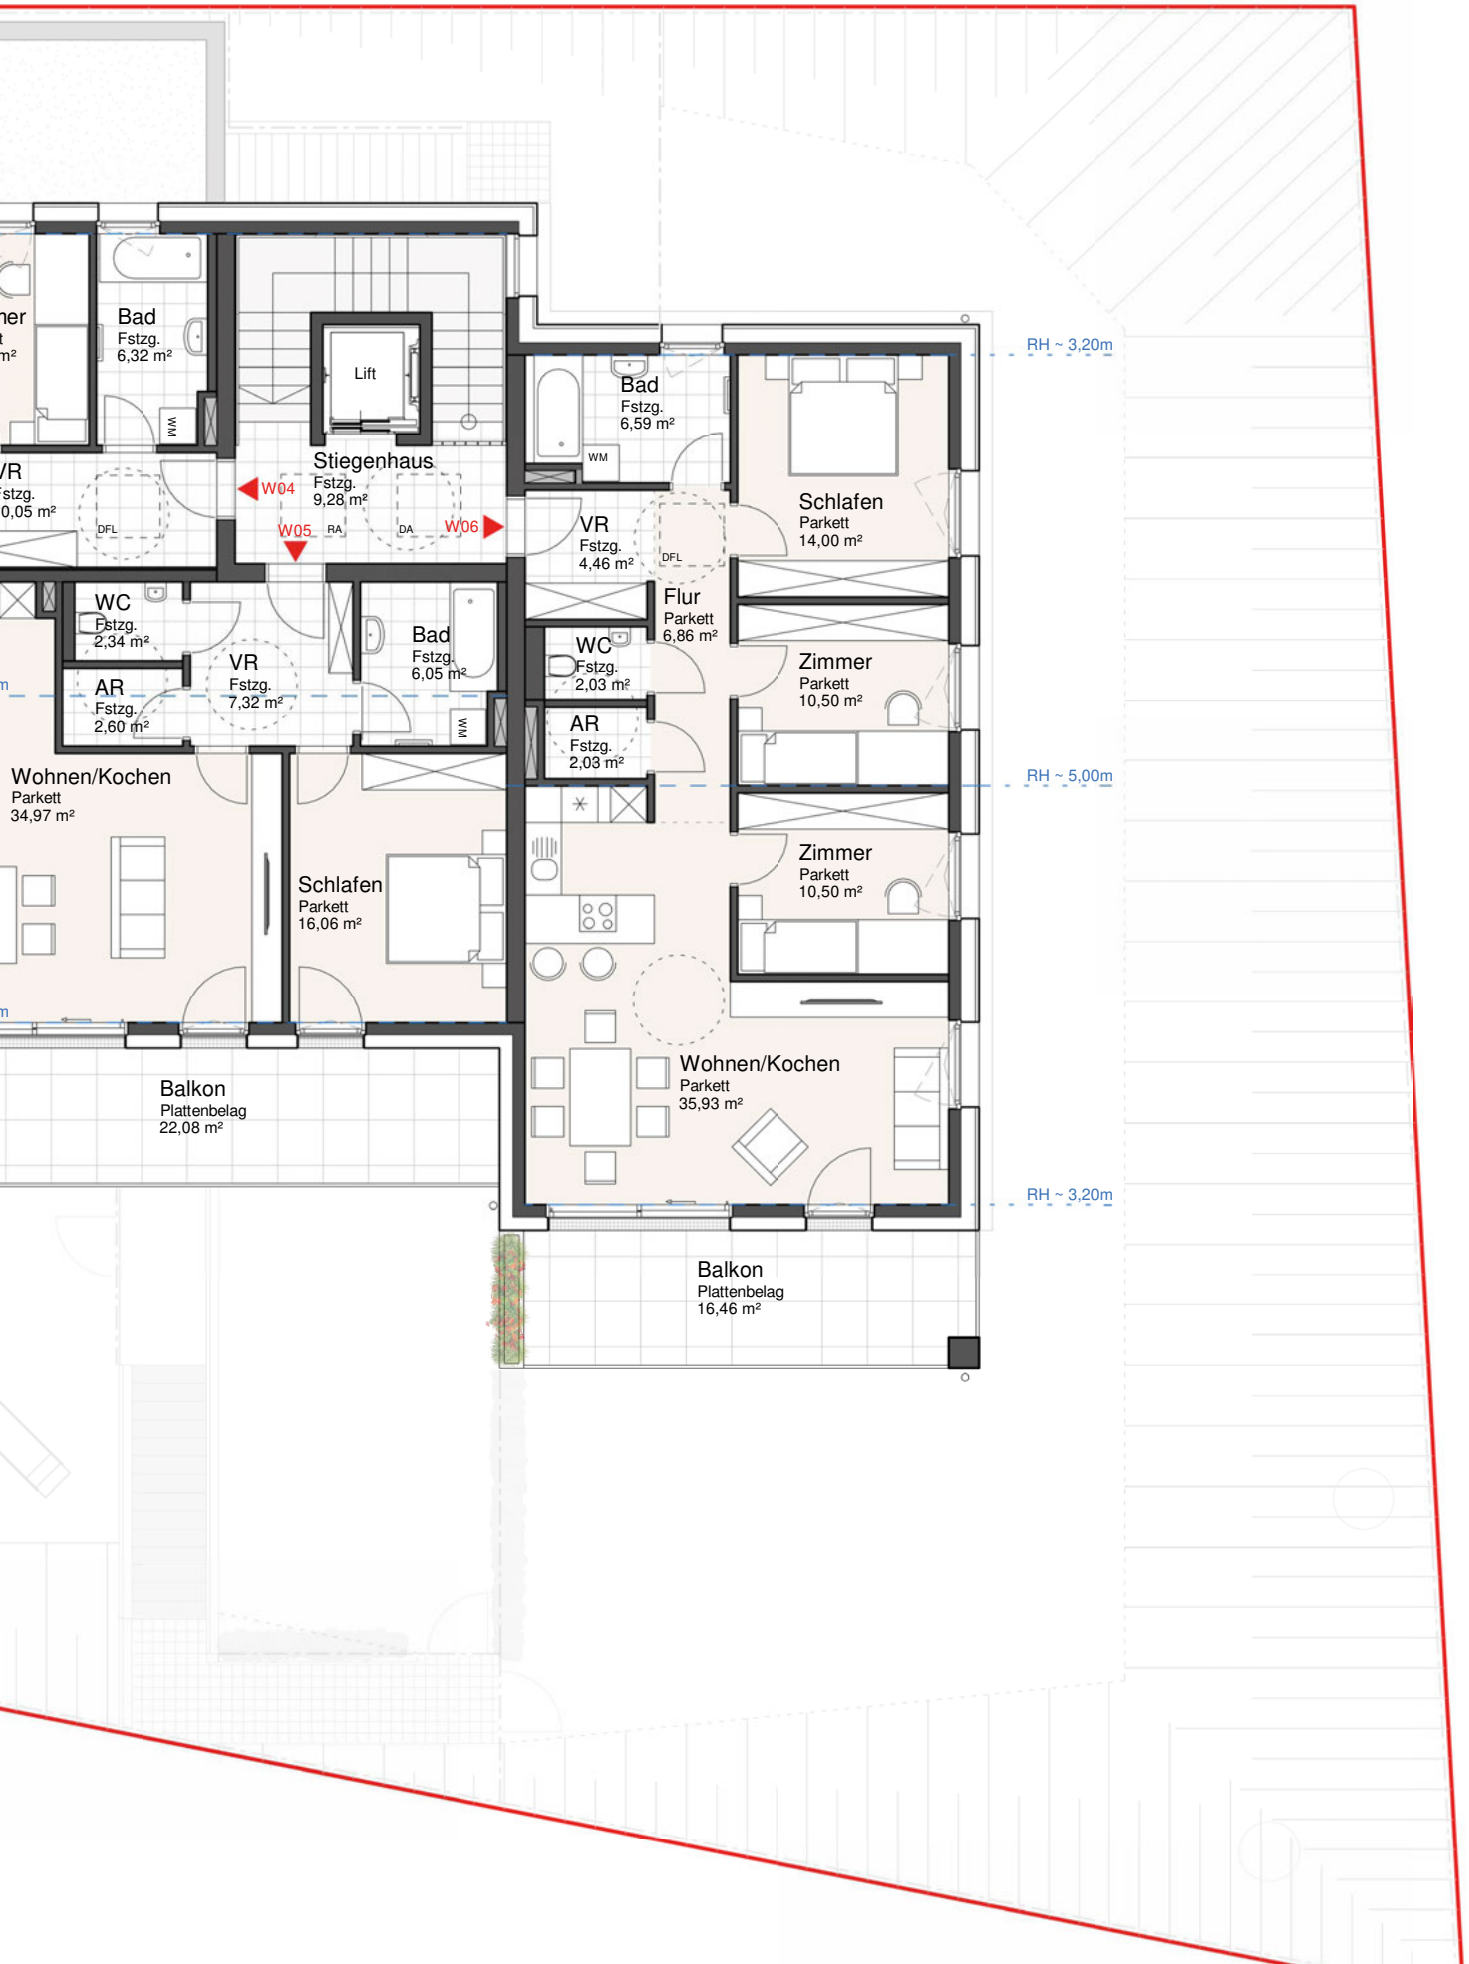 RH ~ 3,20m
mer
Bad
Fstzg.
6,32 m²
WM
Lift
Bad
Fstzg.
6,59 m²
WM
Stiegenhaus
Fstzg.
9,28 m²
W04
W05
W06
RA
DA
VR
Fstzg.
0,05 m²
DFL
VR
Fstzg.
4,46 m²
DFL
Schlafen
Parkett
14,00 m²
Flur
Parkett
6,86 m²
WC
Fstzg.
2,34 m²
AR
Fstzg.
2,60 m²
VR
Fstzg.
7,32 m²
Bad
Fstzg.
6,05 m²
WM
WC
Fstzg.
2,03 m²
AR
Fstzg.
2,03 m²
Zimmer
Parkett
10,50 m²
RH ~ 5,00m
Wohnen/Kochen
Parkett
34,97 m²
Schlafen
Parkett
16,06 m²
Zimmer
Parkett
10,50 m²
Wohnen/Kochen
Parkett
35,93 m²
Balkon
Plattenbelag
22,08 m²
RH ~ 3,20m
Balkon
Plattenbelag
16,46 m²